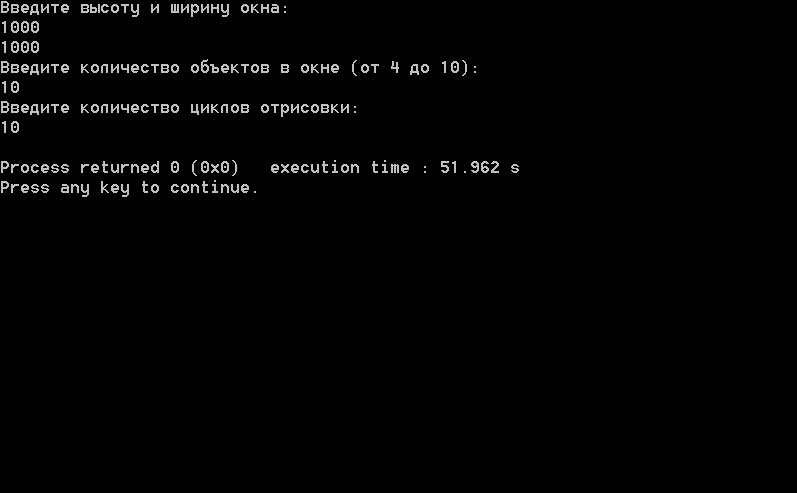 Введите высоту и ширину окна:
1000
1000
Введите количество объектов в окне (от 4 до 10):
10
Введите количество циклов отрисовки:
10
Process returned 0 (0x0)   execution time : 51.962 s
Press any key to continue.